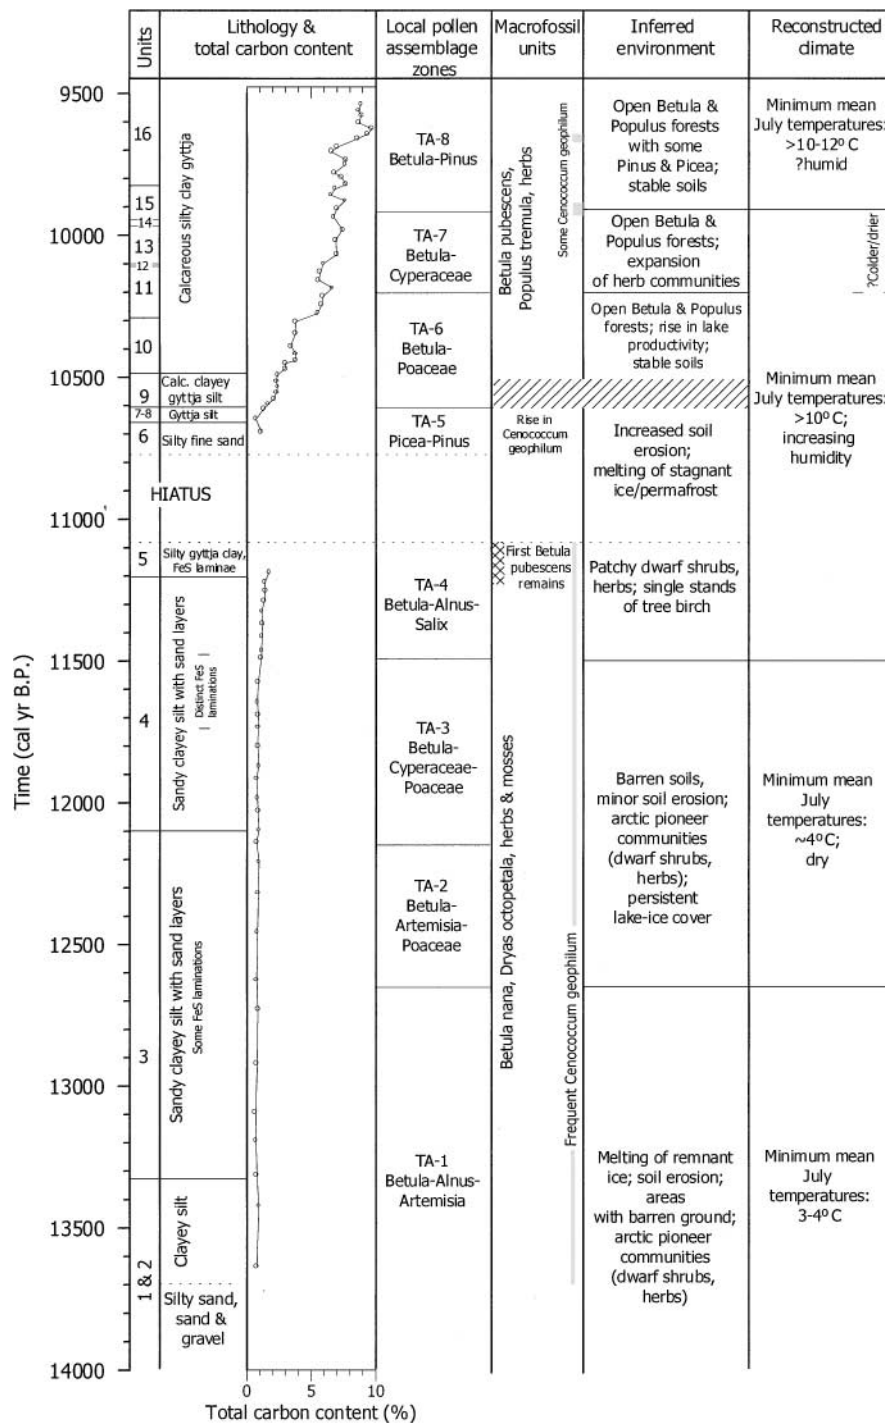 Units
Lithology &
total carbon content
Local pollen
assemblage
zones
Macrofossil
units
Inferred
environment
Reconstructed
climate
Time (cal yr B.P.)
9500
10000
10500
11000
11500
12000
12500
13000
13500
14000
16
15
14
13
12
11
10
9
7-8
6
HIATUS
5
4
3
1 & 2
Calcareous silty clay gyttja
Calc. clayey
gyttja silt
Gyttja silt
Silty fine sand
Silty gyttja clay,
FeS laminae
Sandy clayey silt with sand layers
Distinct FeS
laminations
Sandy clayey silt with sand layers
Some FeS laminations
Clayey silt
Silty sand,
sand &
gravel
0 5 10
Total carbon content (%)
TA-8
Betula-Pinus
TA-7
Betula-
Cyperaceae
TA-6
Betula-
Poaceae
TA-5
Picea-Pinus
TA-4
Betula-Alnus-
Salix
TA-3
Betula-
Cyperaceae-
Poaceae
TA-2
Betula-
Artemisia-
Poaceae
TA-1
Betula-Alnus-
Artemisia
Betula pubescens,
Populus tremula, herbs
Some Cenococcum geophilum
Rise in
Cenococcum
geophilum
First Betula
pubescens
remains
Betula nana, Dryas octopetala, herbs & mosses
Frequent Cenococcum geophilum
Open Betula &
Populus forests
with some
Pinus & Picea;
stable soils
Open Betula &
Populus forests;
expansion
of herb communities
Open Betula & Populus
forests; rise in lake
productivity;
stable soils
Increased soil
erosion;
melting of stagnant
ice/permafrost
Patchy dwarf shrubs,
herbs; single stands
of tree birch
Barren soils,
minor soil erosion;
arctic pioneer
communities
(dwarf shrubs,
herbs);
persistent
lake-ice cover
Melting of remnant
ice; soil erosion;
areas
with barren ground;
arctic pioneer
communities
(dwarf shrubs,
herbs)
Minimum mean
July temperatures:
>10-12º C
?humid
?Colder/drier
Minimum mean
July temperatures:
>10º C;
increasing
humidity
Minimum mean
July
temperatures:
~4º C;
dry
Minimum mean
July
temperatures:
3-4º C